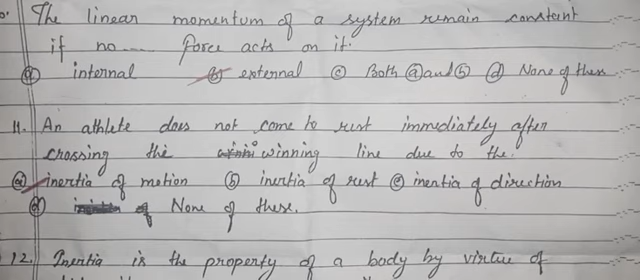 The linear momentum of a system remain constant
if no .... force acts on it.
(a) internal (b) external (c) Both (a) and (b) (d) None of these
11. An athlete does not come to rest immediately after
crossing the winning line due to the.
(a) inertia of motion (b) inertia of rest (c) inertia of direction
(d) of None of these.
12. Inertia is the property of a body by virtue of